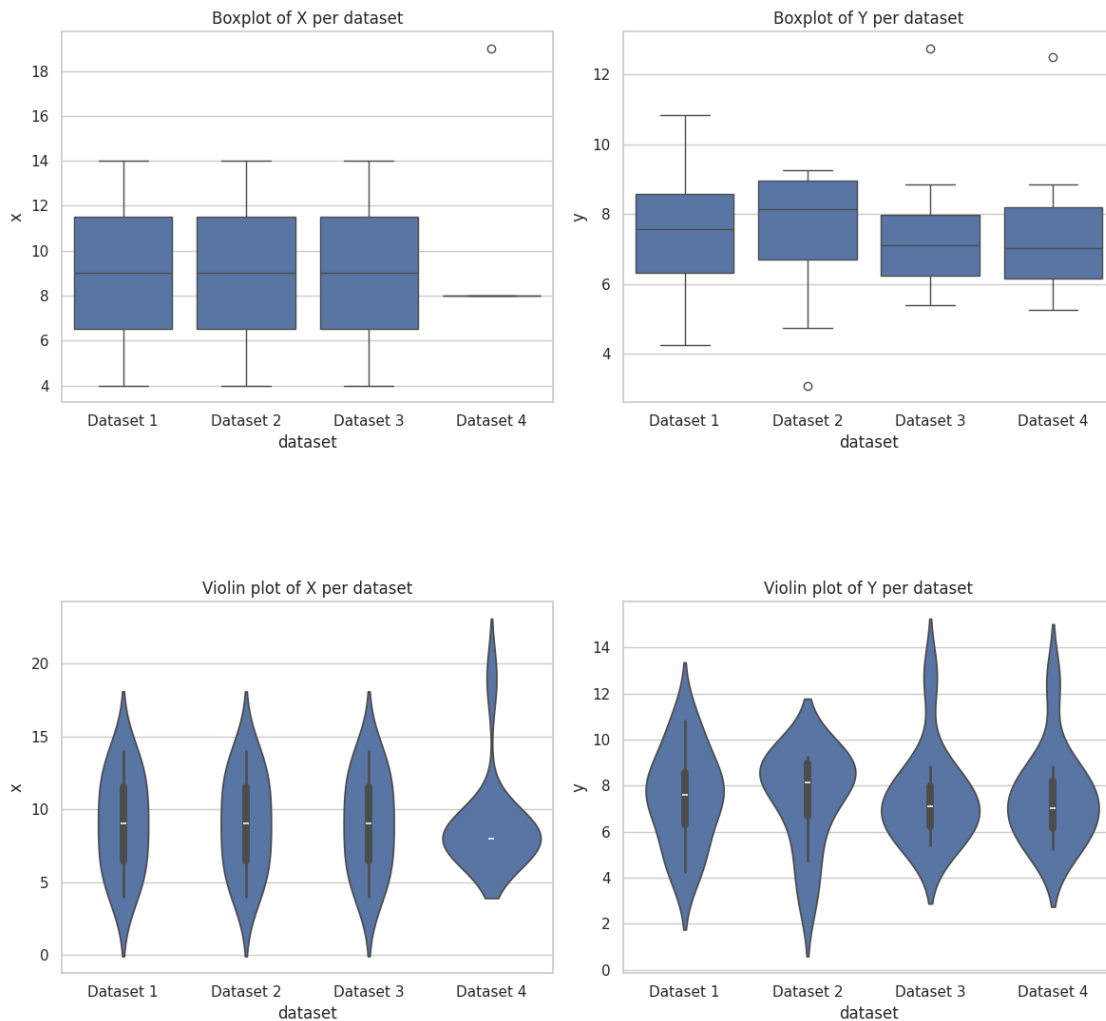 Boxplot of X per dataset
x
18
16
14
12
10
8
6
4
Dataset 1 Dataset 2 Dataset 3 Dataset 4
dataset
Boxplot of Y per dataset
y
12
10
8
6
4
Dataset 1 Dataset 2 Dataset 3 Dataset 4
dataset
Violin plot of X per dataset
x
20
15
10
5
0
Dataset 1 Dataset 2 Dataset 3 Dataset 4
dataset
Violin plot of Y per dataset
y
14
12
10
8
6
4
2
0
Dataset 1 Dataset 2 Dataset 3 Dataset 4
dataset